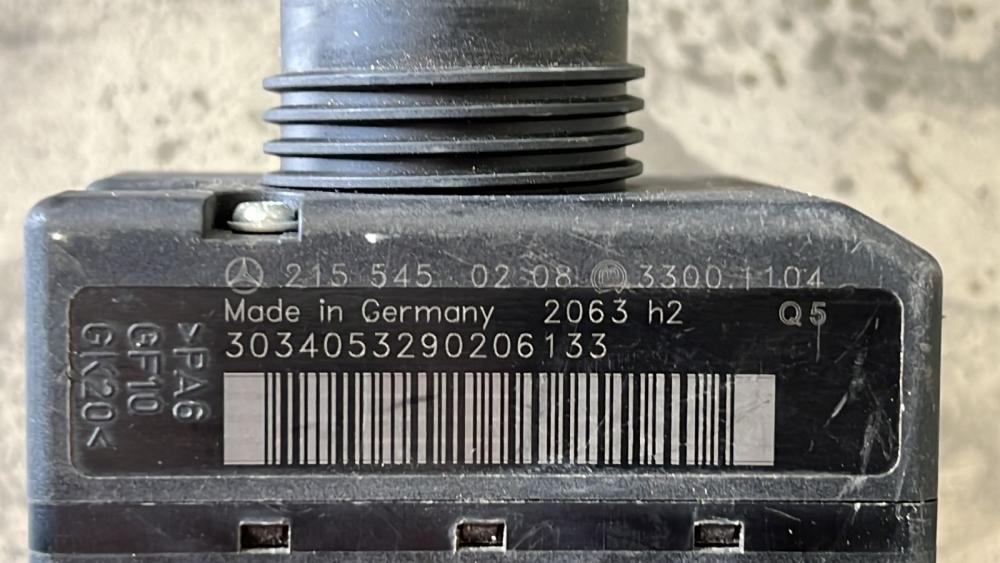 215 545 02 08 3300.1104
Made in Germany 2063 h2 Q5
3034053290206133
>PA6
GF10
GK20<